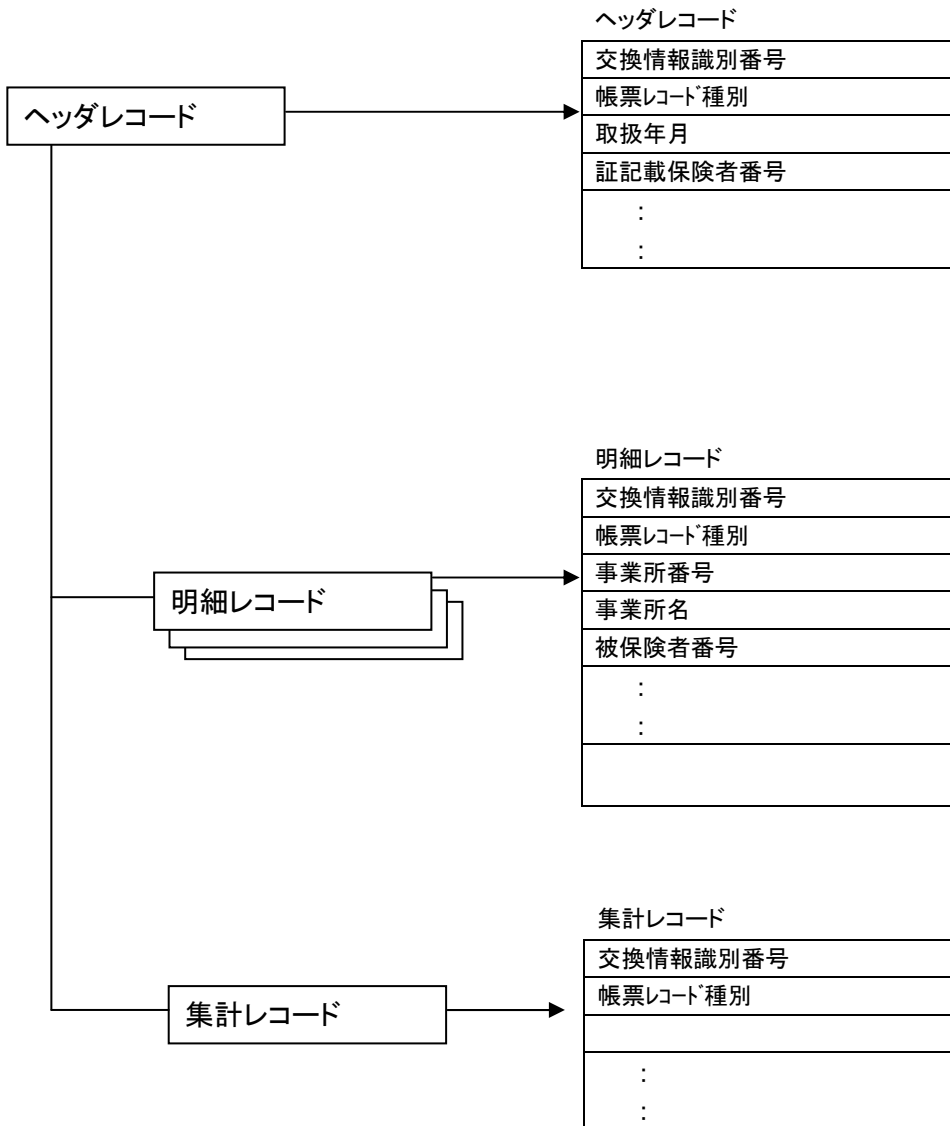 ヘッダレコード
交換情報識別番号
ヘッダレコード
帳票ﾚｺｰﾄﾞ種別
取扱年月
証記載保険者番号
:
:
明細レコード
交換情報識別番号
帳票ﾚｺｰﾄﾞ種別
明細レコード
事業所番号
事業所名
被保険者番号
:
:
集計レコード
交換情報識別番号
集計レコード
帳票ﾚｺｰﾄﾞ種別
:
: